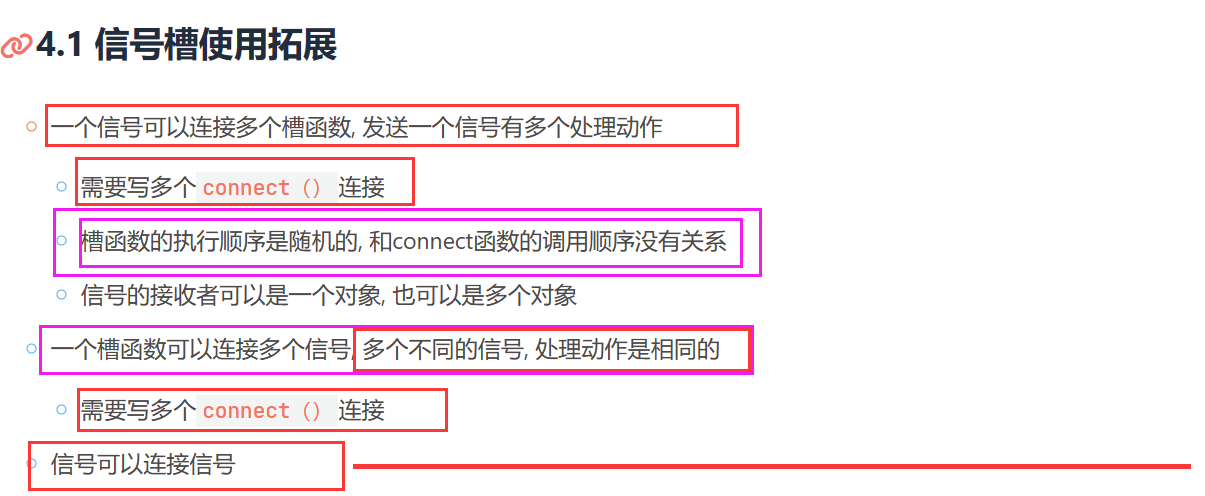 4.1 信号槽使用拓展
一个信号可以连接多个槽函数, 发送一个信号有多个处理动作
需要写多个 connect（）连接
槽函数的执行顺序是随机的, 和connect函数的调用顺序没有关系
信号的接收者可以是一个对象, 也可以是多个对象
一个槽函数可以连接多个信号, 多个不同的信号, 处理动作是相同的
需要写多个 connect（）连接
信号可以连接信号